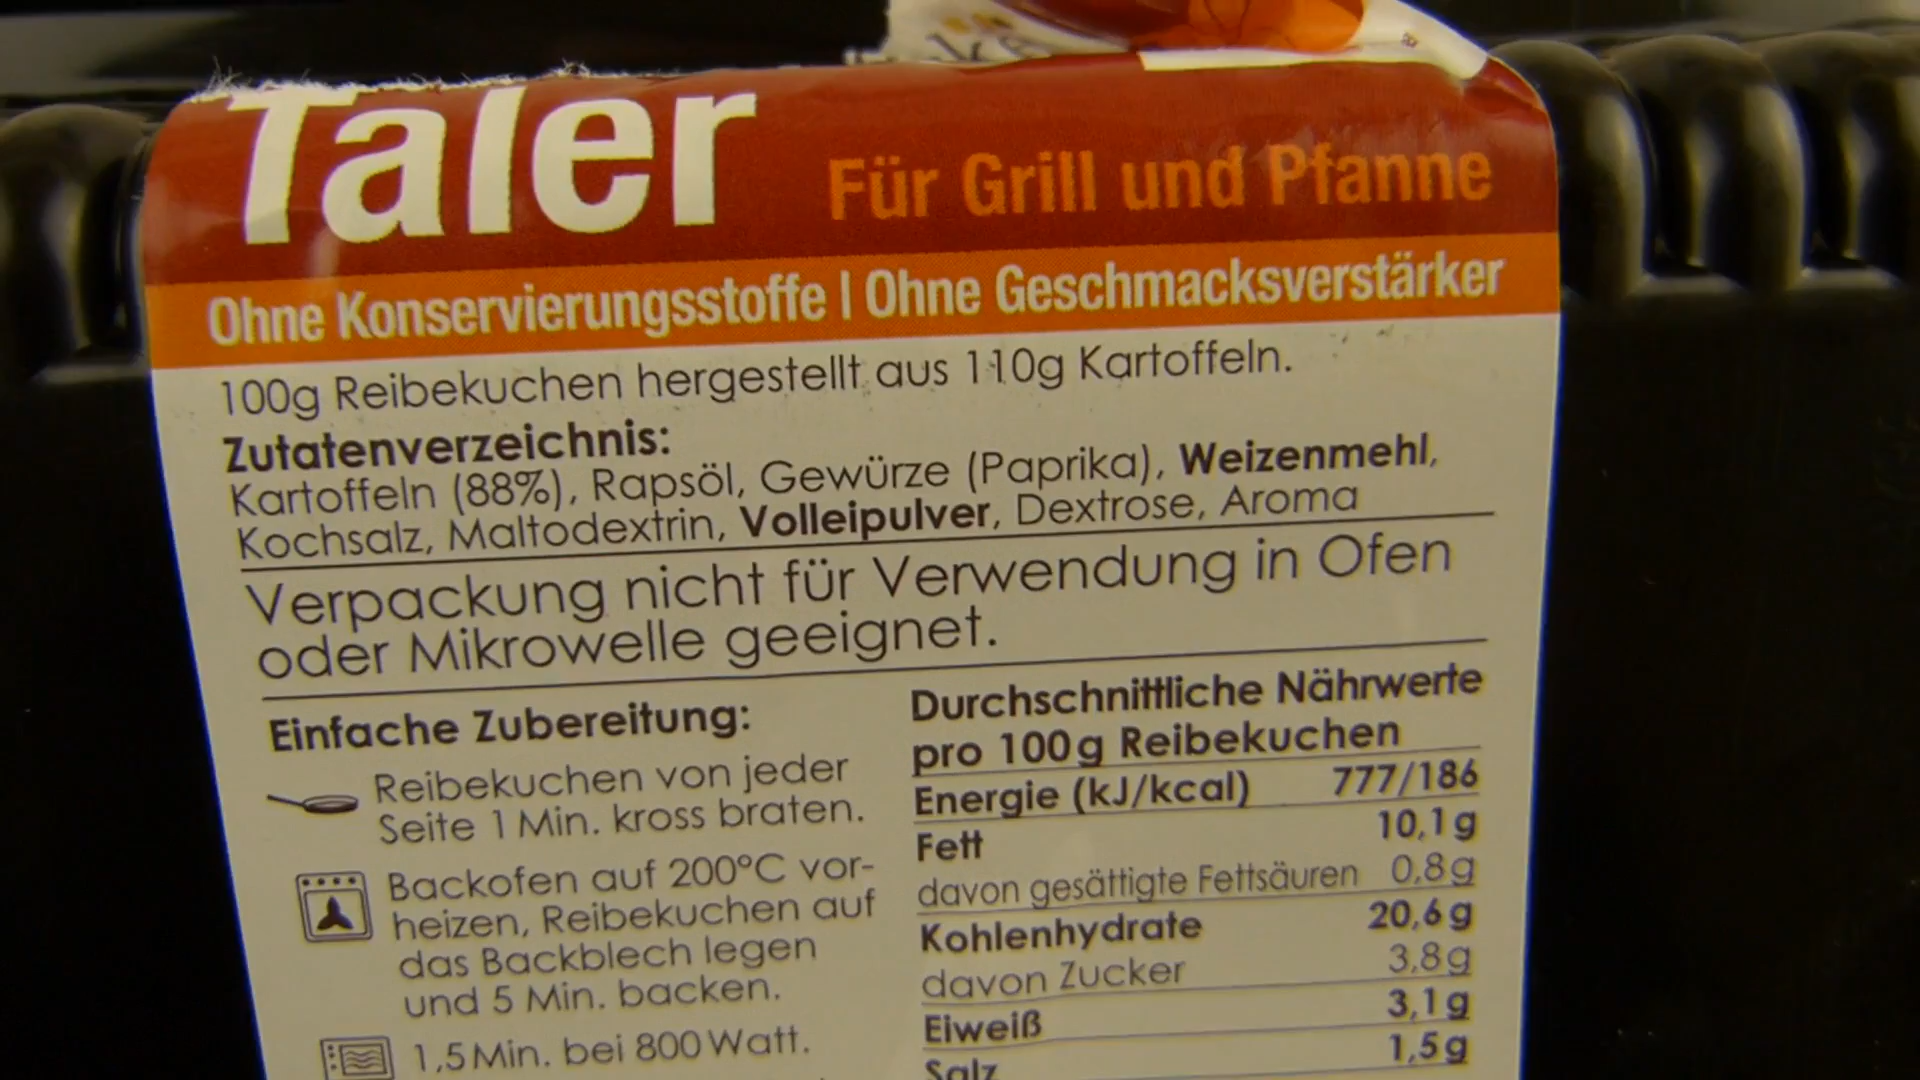 Taler
Für Grill und Pfanne
Ohne Konservierungsstoffe | Ohne Geschmacksverstärker
100g Reibekuchen hergestellt aus 110g Kartoffeln.
Zutatenverzeichnis:
Kartoffeln (88%), Rapsöl, Gewürze (Paprika), Weizenmehl,
Kochsalz, Maltodextrin, Volleipulver, Dextrose, Aroma
Verpackung nicht für Verwendung in Ofen
oder Mikrowelle geeignet.
Einfache Zubereitung:
Reibekuchen von jeder
Seite 1 Min. kross braten.
Backofen auf 200°C vor-
heizen, Reibekuchen auf
das Backblech legen
und 5 Min. backen.
1,5 Min. bei 800 Watt.
Durchschnittliche Nährwerte
pro 100g Reibekuchen
Energie (kJ/kcal) 777/186
Fett 10,1g
davon gesättigte Fettsäuren 0,8g
Kohlenhydrate 20,6g
davon Zucker 3,8g
Eiweiß 3,1g
Salz 1,5g